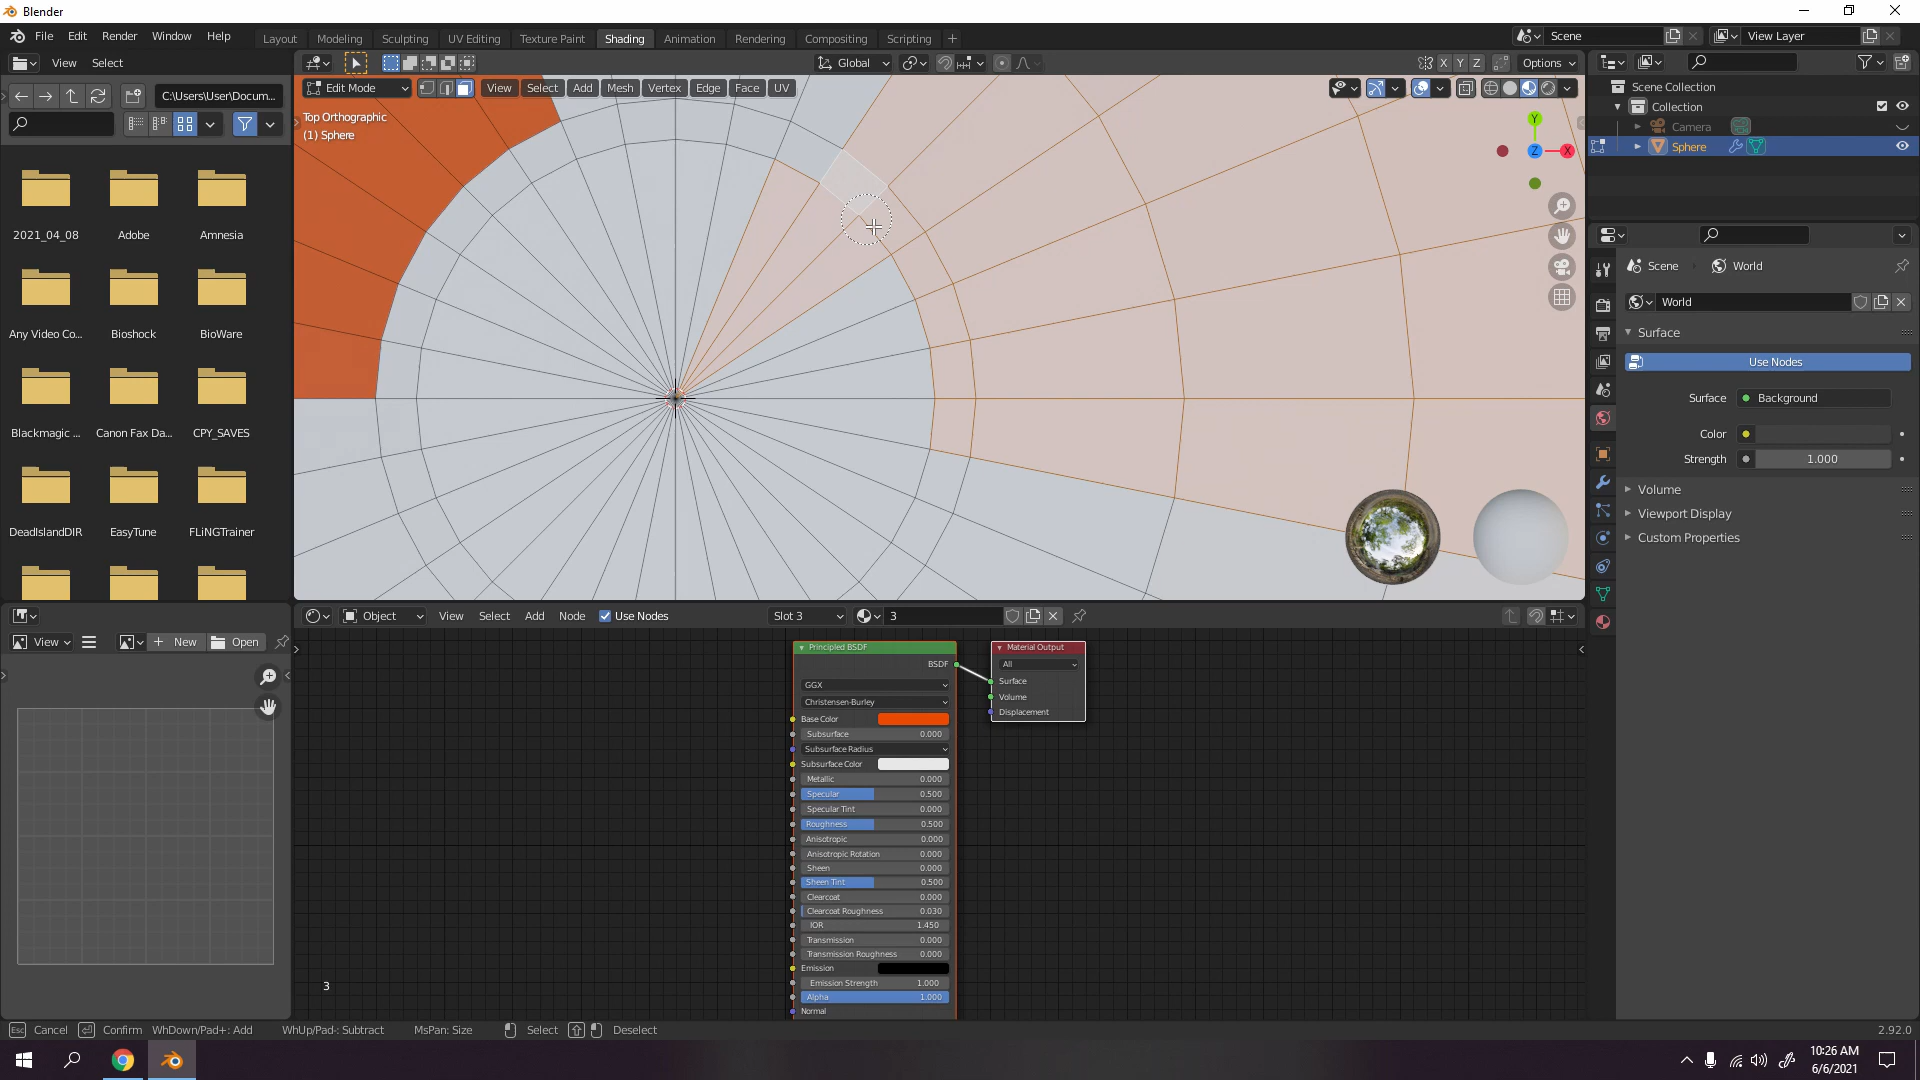 Blender
File Edit Render Window Help
Layout Modeling Sculpting UV Editing Texture Paint Shading Animation Rendering Compositing Scripting
Scene
View Layer
View Select
Global
X Y Z
Options
C:\Users\User\Docum...
Edit Mode
View Select Add Mesh Vertex Edge Face UV
Top Orthographic
(1) Sphere
Y
Z
X
Scene Collection
Collection
Camera
Sphere
2021_04_08 Adobe Amnesia
Any Video Co... Bioshock BioWare
Blackmagic ... Canon Fax Da... CPY_SAVES
DeadIslandDIR EasyTune FLiNGTrainer
Scene World
World
Surface
Use Nodes
Surface Background
Color
Strength 1.000
Volume
Viewport Display
Custom Properties
Object View Select Add Node Use Nodes Slot 3 3
View New Open
Principled BSDF
BSDF
GGX
Christensen-Burley
Base Color
Subsurface 0.000
Subsurface Radius
Subsurface Color
Metallic 0.000
Specular 0.500
Specular Tint 0.000
Roughness 0.500
Anisotropic 0.000
Anisotropic Rotation 0.000
Sheen 0.000
Sheen Tint 0.500
Clearcoat 0.000
Clearcoat Roughness 0.030
IOR 1.450
Transmission 0.000
Transmission Roughness 0.000
Emission
Emission Strength 1.000
Alpha 1.000
Normal
Material Output
All
Surface
Volume
Displacement
3
Esc Cancel Confirm WhDown/Pad+: Add WhUp/Pad-: Subtract MsPan: Size Select Deselect
2.92.0
10:26 AM
6/6/2021